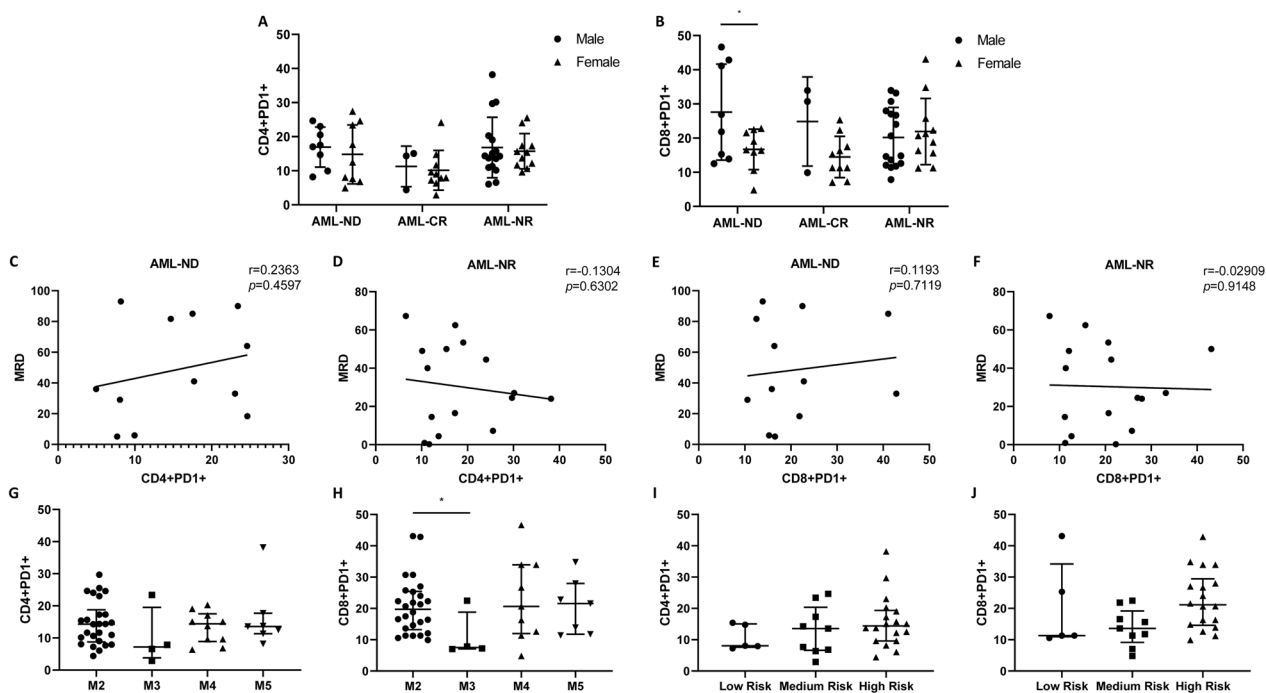 A
CD4+PD1+
50
40
30
20
10
0
AML-ND AML-CR AML-NR
Male
Female
B
*
CD8+PD1+
50
40
30
20
10
0
AML-ND AML-CR AML-NR
Male
Female
C
AML-ND
r=0.2363
p=0.4597
MRD
100
80
60
40
20
0
0 10 20 30
CD4+PD1+
D
AML-NR
r=-0.1304
p=0.6302
MRD
80
60
40
20
0
0 10 20 30 40 50
CD4+PD1+
E
AML-ND
r=0.1193
p=0.7119
MRD
100
80
60
40
20
0
0 10 20 30 40 50
CD8+PD1+
F
AML-NR
r=-0.02909
p=0.9148
MRD
80
60
40
20
0
0 10 20 30 40 50
CD8+PD1+
G
CD4+PD1+
50
40
30
20
10
0
M2 M3 M4 M5
H
*
CD8+PD1+
50
40
30
20
10
0
M2 M3 M4 M5
I
CD4+PD1+
50
40
30
20
10
0
Low Risk Medium Risk High Risk
J
CD8+PD1+
50
40
30
20
10
0
Low Risk Medium Risk High Risk